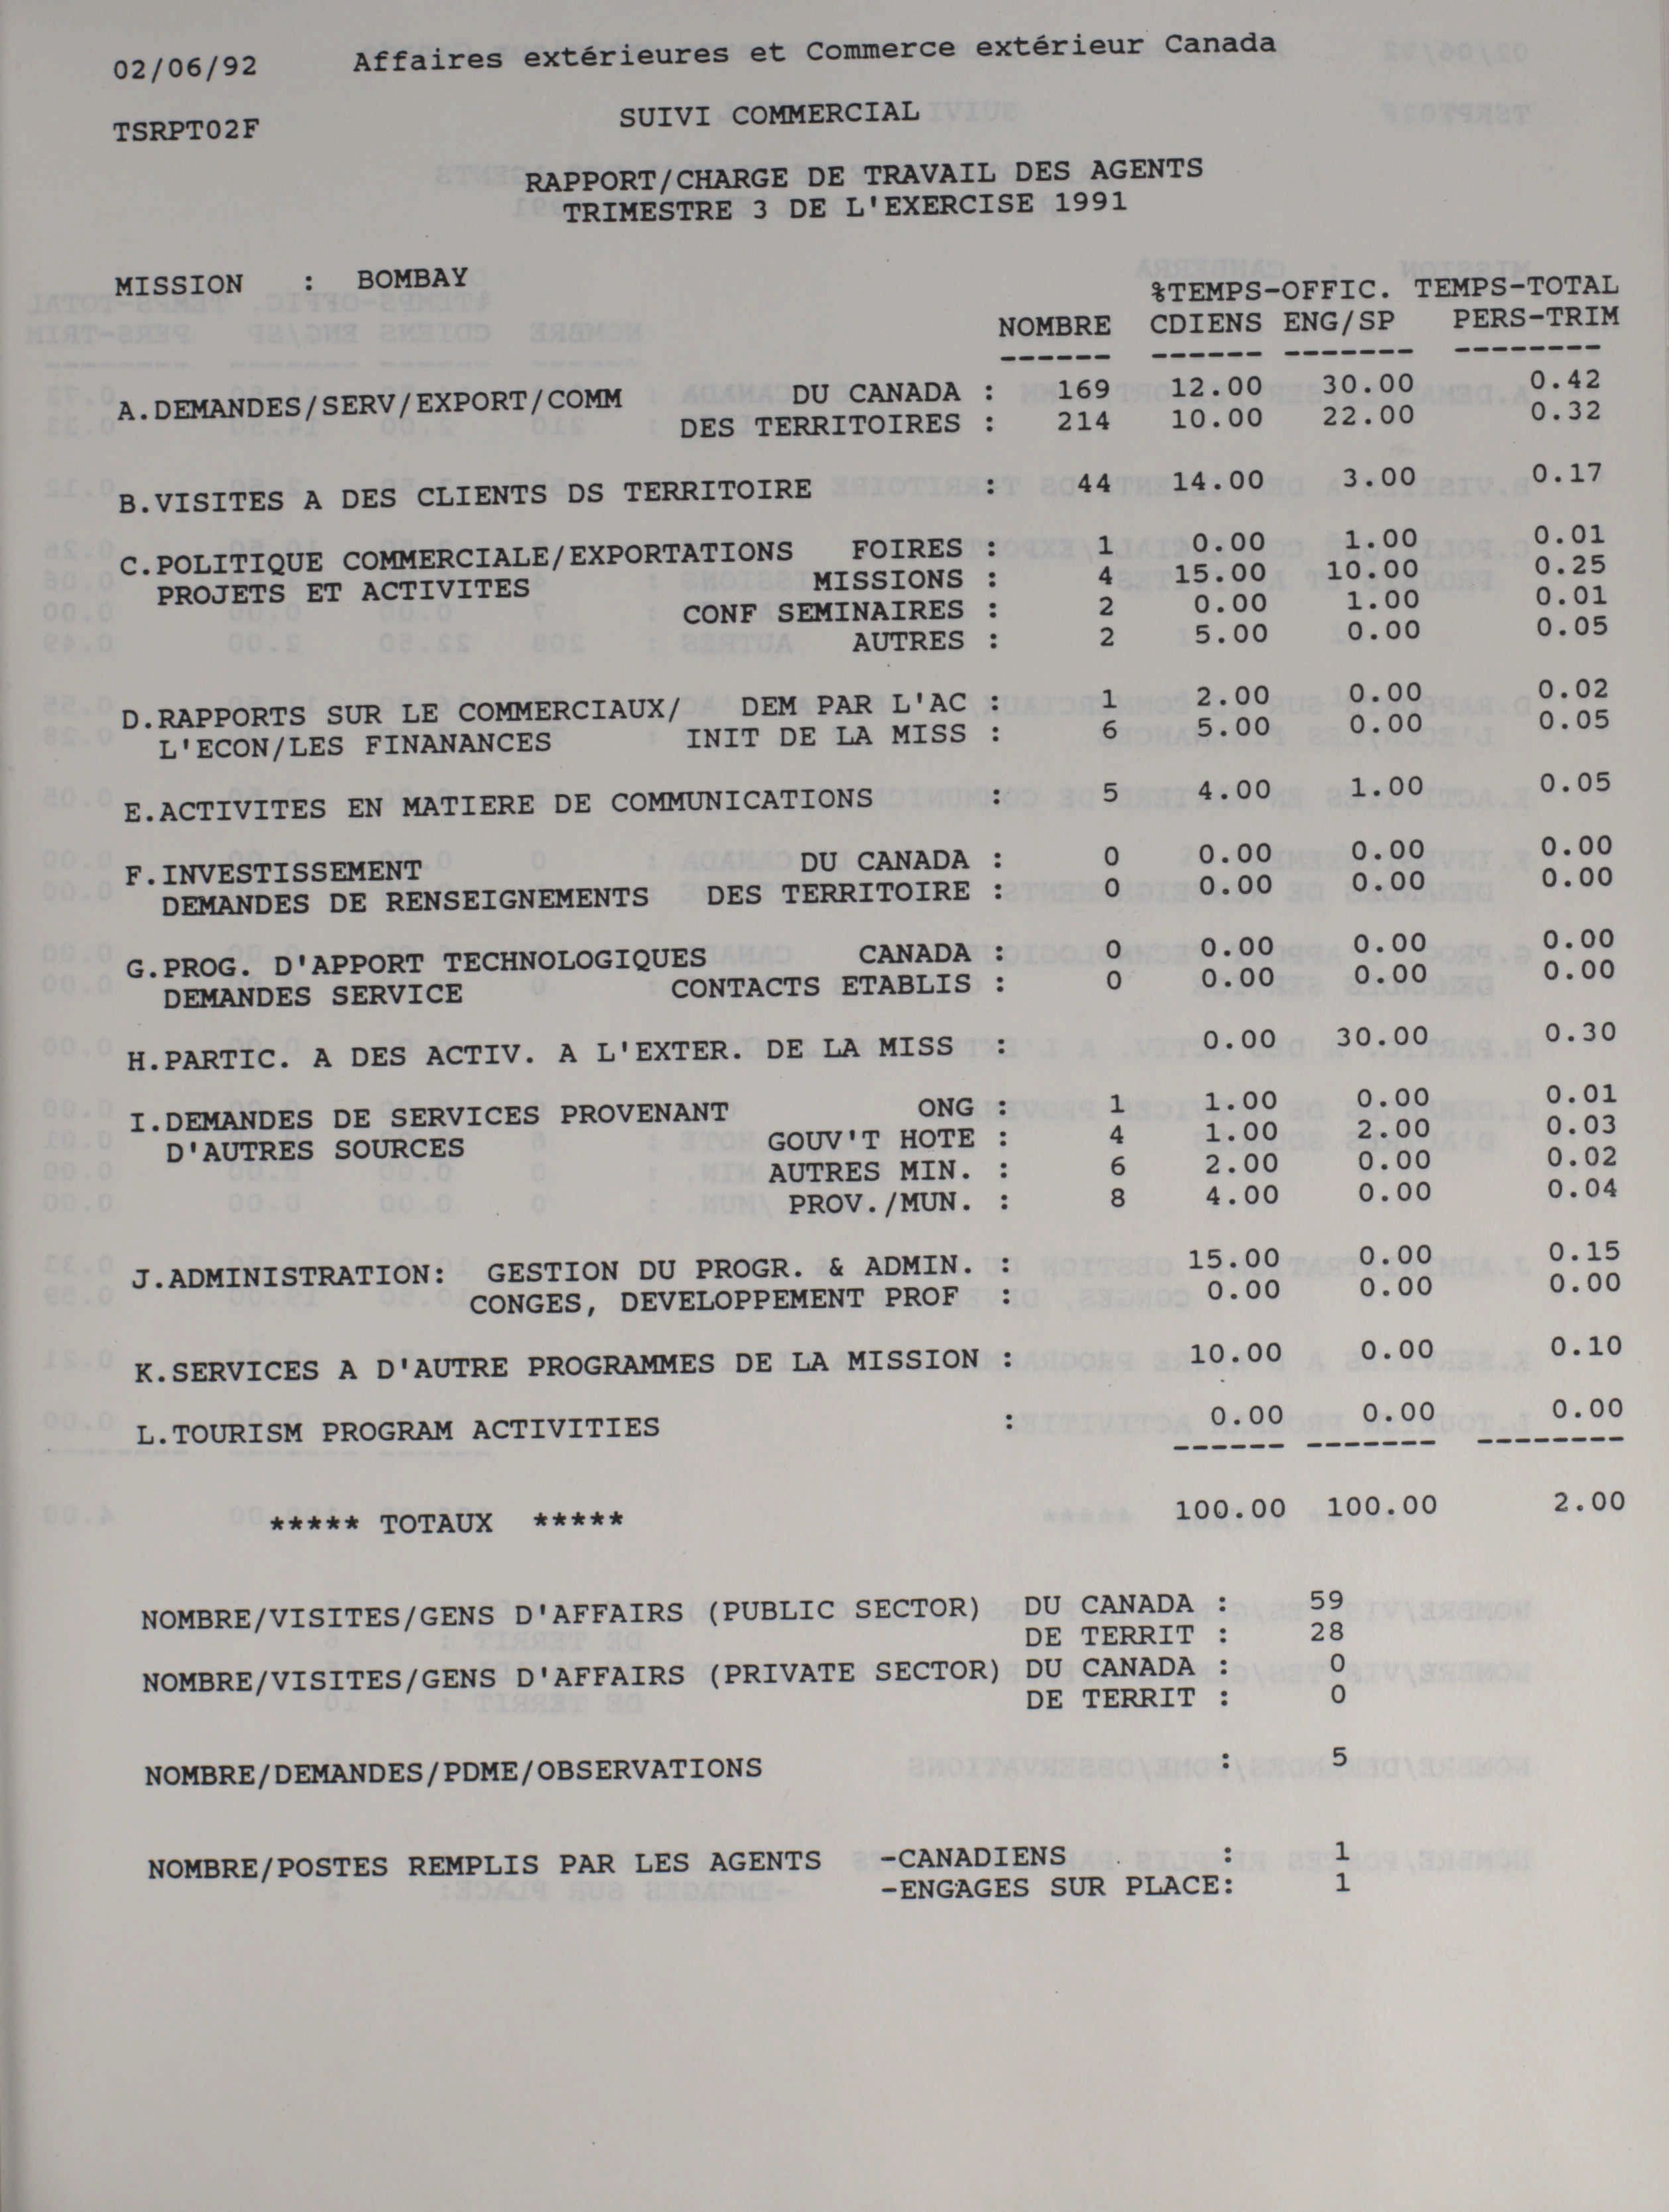 02/06/92 Affaires extérieures et Commerce extérieur Canada
TSRPT02F SUIVI COMMERCIAL
RAPPORT/CHARGE DE TRAVAIL DES AGENTS
TRIMESTRE 3 DE L'EXERCISE 1991
MISSION : BOMBAY
%TEMPS-OFFIC. TEMPS-TOTAL
NOMBRE CDIENS ENG/SP PERS-TRIM
------ ------ ------- --------
A.DEMANDES/SERV/EXPORT/COMM DU CANADA : 169 12.00 30.00 0.42
DES TERRITOIRES : 214 10.00 22.00 0.32
B.VISITES A DES CLIENTS DS TERRITOIRE : 44 14.00 3.00 0.17
C.POLITIQUE COMMERCIALE/EXPORTATIONS FOIRES : 1 0.00 1.00 0.01
PROJETS ET ACTIVITES MISSIONS : 4 15.00 10.00 0.25
CONF SEMINAIRES : 2 0.00 1.00 0.01
AUTRES : 2 5.00 0.00 0.05
D.RAPPORTS SUR LE COMMERCIAUX/ DEM PAR L'AC : 1 2.00 0.00 0.02
L'ECON/LES FINANANCES INIT DE LA MISS : 6 5.00 0.00 0.05
E.ACTIVITES EN MATIERE DE COMMUNICATIONS : 5 4.00 1.00 0.05
F.INVESTISSEMENT DU CANADA : 0 0.00 0.00 0.00
DEMANDES DE RENSEIGNEMENTS DES TERRITOIRE : 0 0.00 0.00 0.00
G.PROG. D'APPORT TECHNOLOGIQUES CANADA : 0 0.00 0.00 0.00
DEMANDES SERVICE CONTACTS ETABLIS : 0 0.00 0.00 0.00
H.PARTIC. A DES ACTIV. A L'EXTER. DE LA MISS : 0.00 30.00 0.30
I.DEMANDES DE SERVICES PROVENANT ONG : 1 1.00 0.00 0.01
D'AUTRES SOURCES GOUV'T HOTE : 4 1.00 2.00 0.03
AUTRES MIN. : 6 2.00 0.00 0.02
PROV./MUN. : 8 4.00 0.00 0.04
J.ADMINISTRATION: GESTION DU PROGR. & ADMIN. : 15.00 0.00 0.15
CONGES, DEVELOPPEMENT PROF : 0.00 0.00 0.00
K.SERVICES A D'AUTRE PROGRAMMES DE LA MISSION : 10.00 0.00 0.10
L.TOURISM PROGRAM ACTIVITIES : 0.00 0.00 0.00
------ ------- --------
***** TOTAUX ***** 100.00 100.00 2.00
NOMBRE/VISITES/GENS D'AFFAIRS (PUBLIC SECTOR) DU CANADA : 59
DE TERRIT : 28
NOMBRE/VISITES/GENS D'AFFAIRS (PRIVATE SECTOR) DU CANADA : 0
DE TERRIT : 0
NOMBRE/DEMANDES/PDME/OBSERVATIONS : 5
NOMBRE/POSTES REMPLIS PAR LES AGENTS -CANADIENS : 1
-ENGAGES SUR PLACE: 1